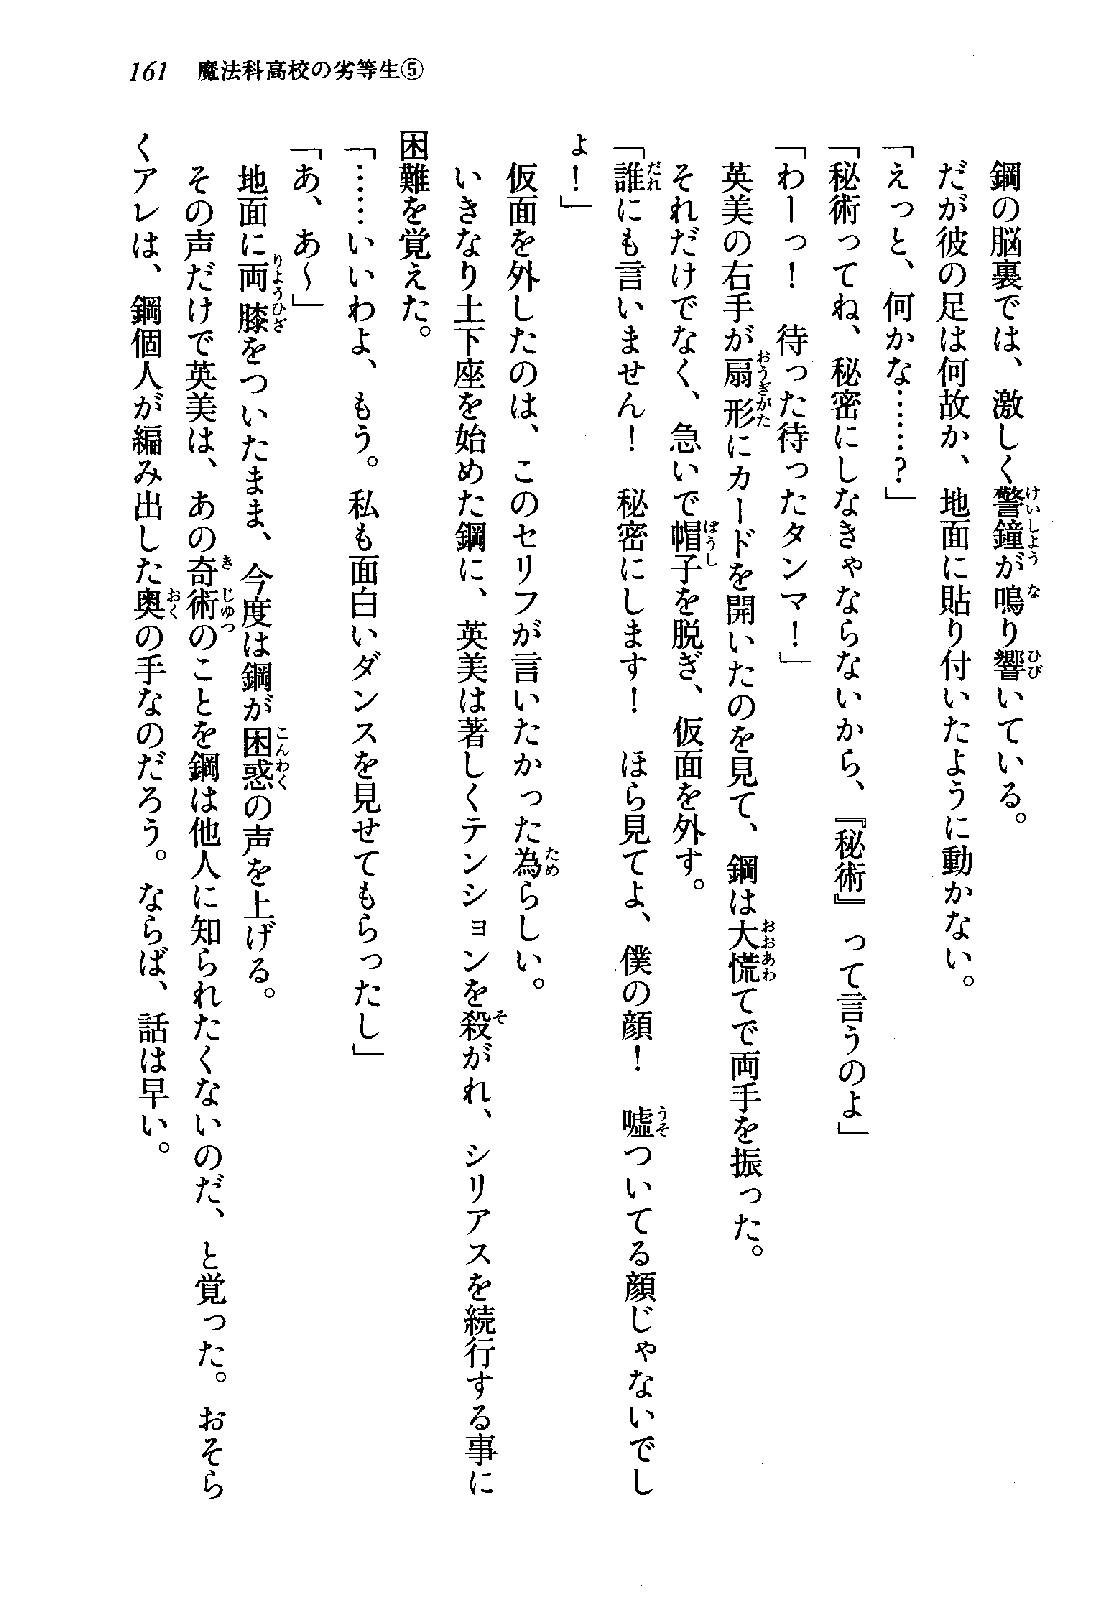 161　魔法科高校の劣等生⑤
鋼の脳裏では、激しく警鐘が鳴り響いている。
だが彼の足は何故か、地面に貼り付いたように動かない。
「えっと、何かな……？」
「秘術ってね、秘密にしなきゃならないから、『秘術』って言うのよ」
「わーっ！　待った待ったタンマ！」
英美の右手が扇形にカードを開いたのを見て、鋼は大慌てで両手を振った。
それだけでなく、急いで帽子を脱ぎ、仮面を外す。
「誰にも言いません！　秘密にします！　ほら見てよ、僕の顔！　嘘ついてる顔じゃないでし
ょ！」
仮面を外したのは、このセリフが言いたかった為らしい。
いきなり土下座を始めた鋼に、英美は著しくテンションを殺がれ、シリアスを続行する事に
困難を覚えた。
「……いいわよ、もう。私も面白いダンスを見せてもらったし」
「あ、あ～」
地面に両膝をついたまま、今度は鋼が困惑の声を上げる。
その声だけで英美は、あの奇術のことを鋼は他人に知られたくないのだ、と覚った。おそら
くアレは、鋼個人が編み出した奥の手なのだろう。ならば、話は早い。